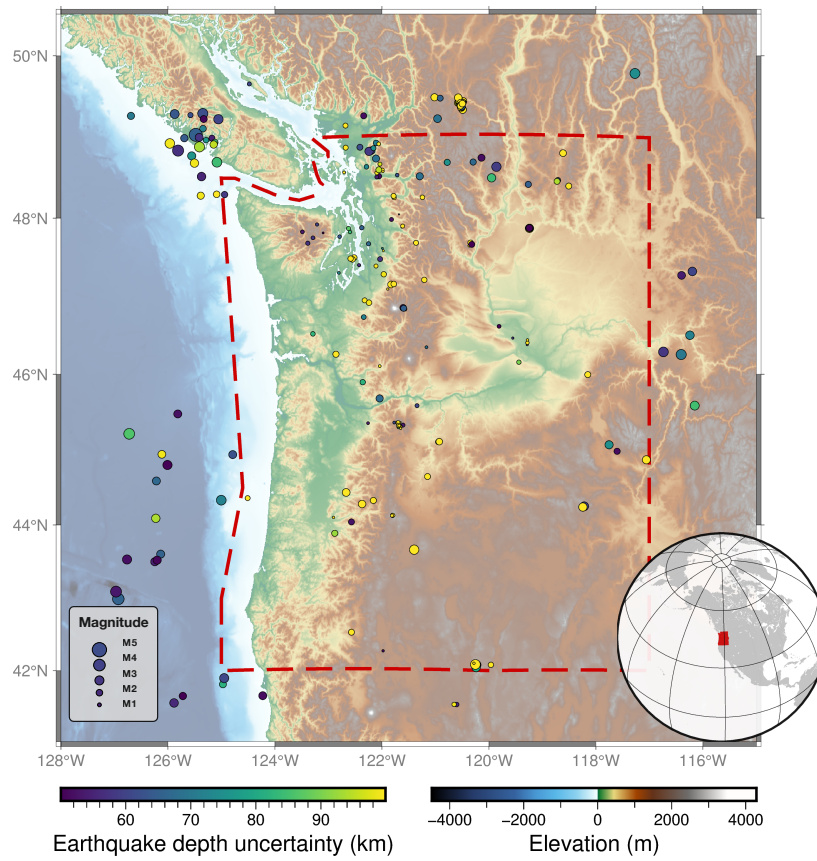 50°N
48°N
46°N
44°N
42°N
Magnitude
M5
M4
M3
M2
M1
128°W 126°W 124°W 122°W 120°W 118°W 116°W
60 70 80 90
Earthquake depth uncertainty (km)
−4000 −2000 0 2000 4000
Elevation (m)